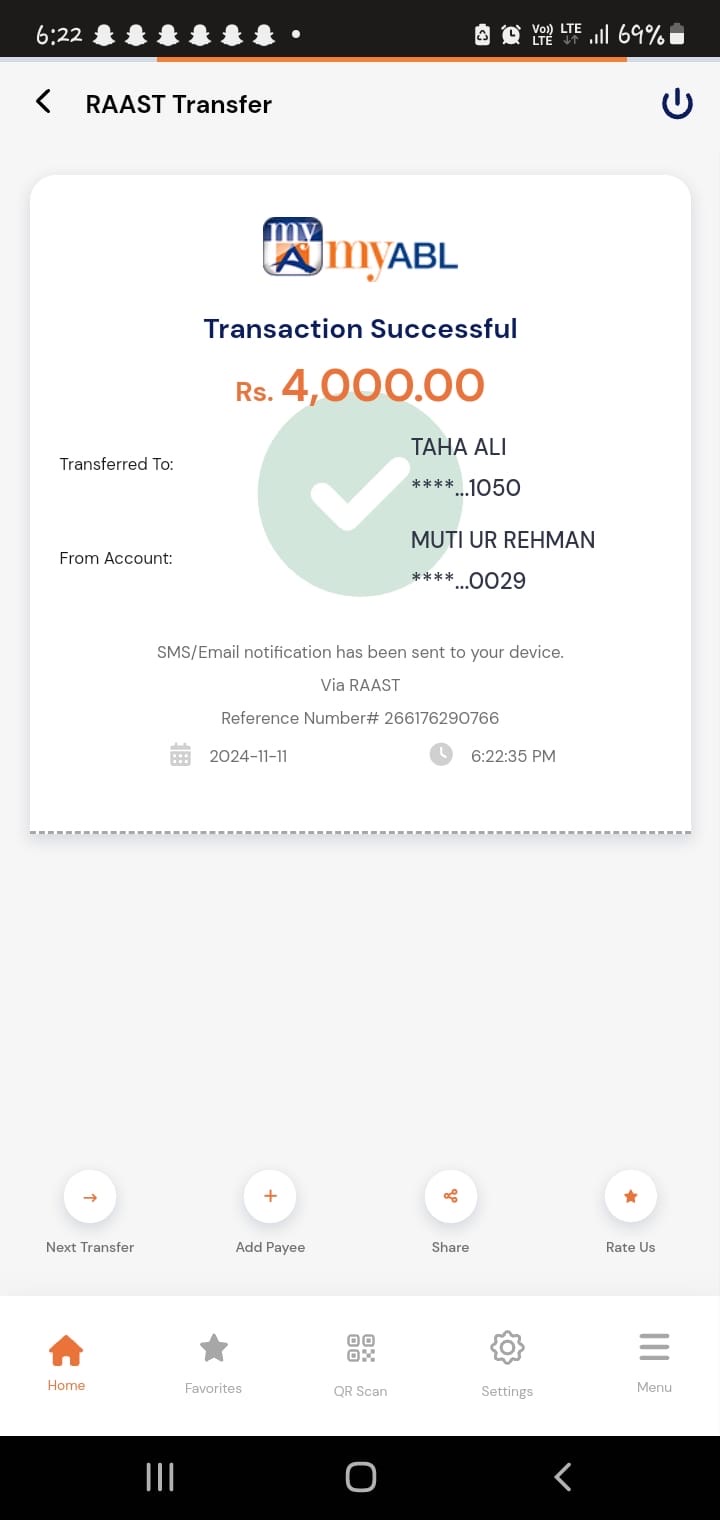 6:22 Vo) LTE LTE 69%
RAAST Transfer
my A myABL
Transaction Successful
Rs. 4,000.00
Transferred To:
TAHA ALI
****...1050
From Account:
MUTI UR REHMAN
****...0029
SMS/Email notification has been sent to your device.
Via RAAST
Reference Number# 266176290766
2024-11-11 6:22:35 PM
Next Transfer Add Payee Share Rate Us
Home Favorites QR Scan Settings Menu